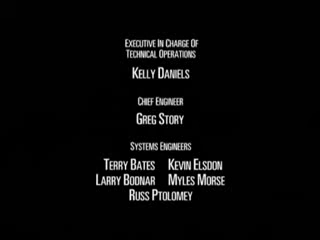 EXECUTIVE IN CHARGE OF
TECHNICAL OPERATIONS
KELLY DANIELS
CHIEF ENGINEER
GREG STORY
SYSTEMS ENGINEERS
TERRY BATES KEVIN ELSDON
LARRY BODNAR MYLES MORSE
RUSS PTOLOMEY